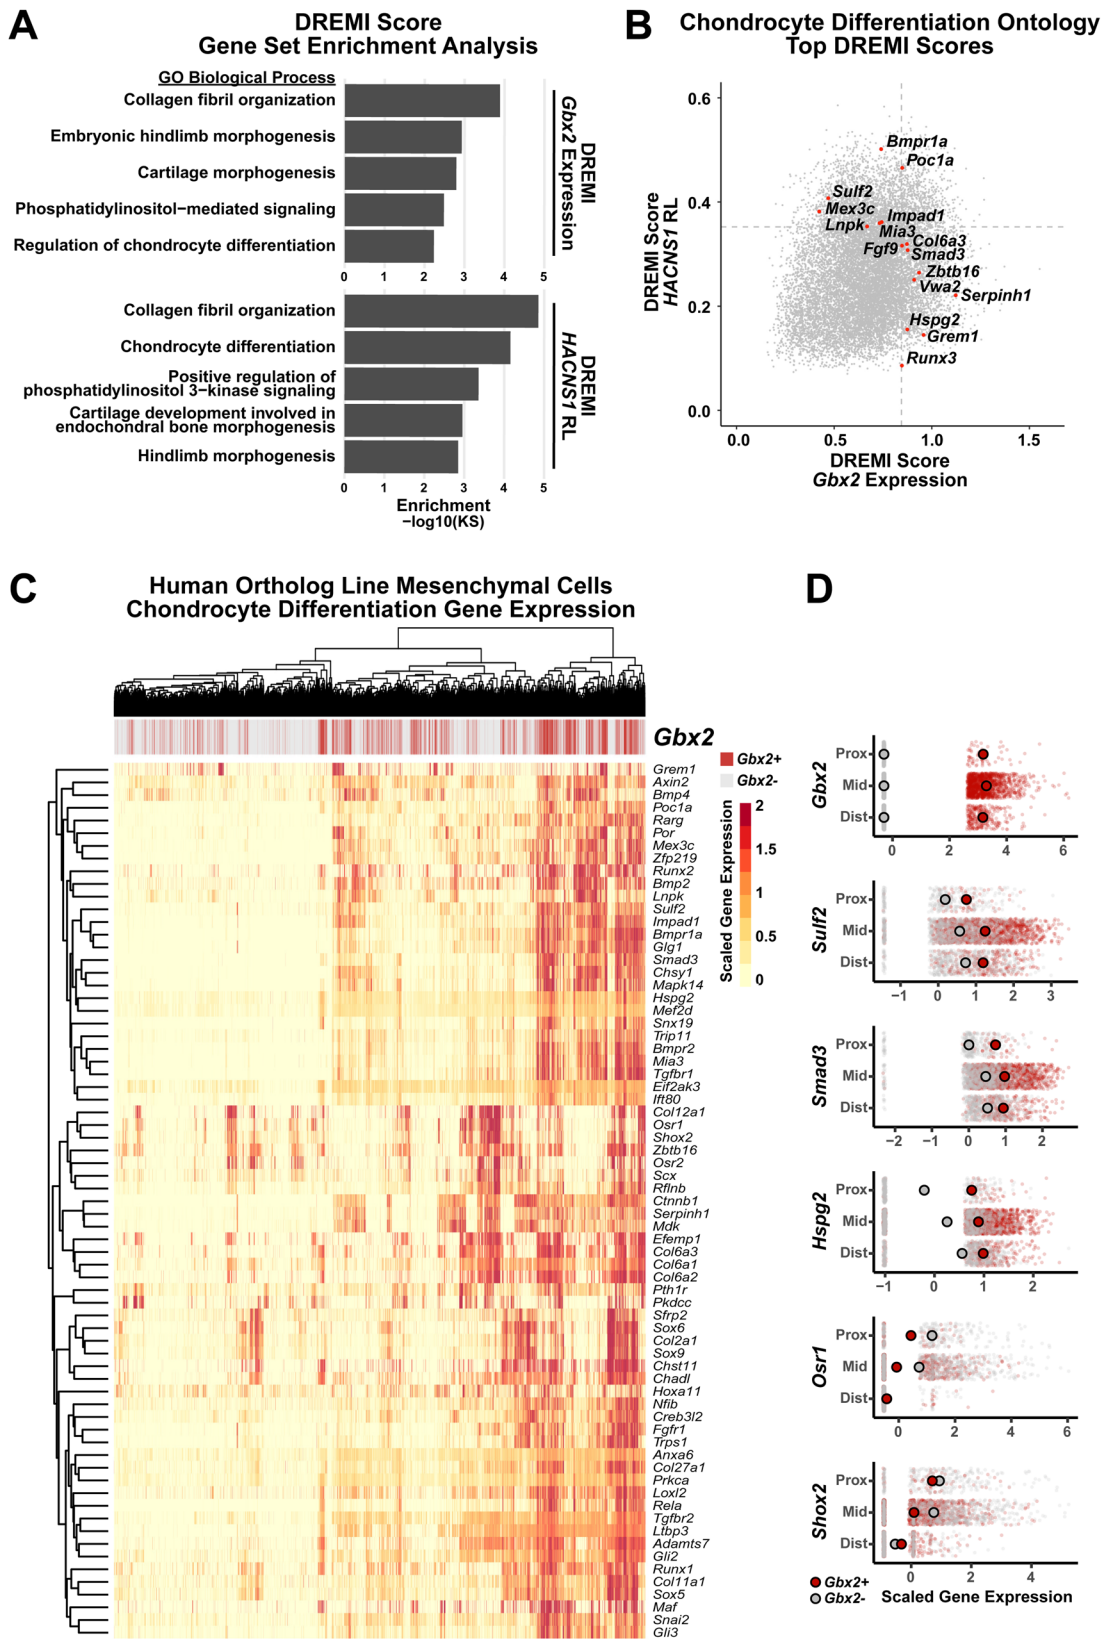 A
DREMI Score
Gene Set Enrichment Analysis
GO Biological Process
Collagen fibril organization
Embryonic hindlimb morphogenesis
Cartilage morphogenesis
Phosphatidylinositol−mediated signaling
Regulation of chondrocyte differentiation
0 1 2 3 4 5
DREMI
Gbx2 Expression
Collagen fibril organization
Chondrocyte differentiation
Positive regulation of
phosphatidylinositol 3−kinase signaling
Cartilage development involved in
endochondral bone morphogenesis
Hindlimb morphogenesis
0 1 2 3 4 5
Enrichment
−log10(KS)
DREMI
HACNS1 RL
B
Chondrocyte Differentiation Ontology
Top DREMI Scores
DREMI Score
HACNS1 RL
0.6
0.4
0.2
0.0
Bmpr1a
Poc1a
Sulf2
Mex3c
Impad1
Lnpk
Mia3
Col6a3
Fgf9
Smad3
Zbtb16
Vwa2
Serpinh1
Hspg2
Grem1
Runx3
0.0 0.5 1.0 1.5
DREMI Score
Gbx2 Expression
C
Human Ortholog Line Mesenchymal Cells
Chondrocyte Differentiation Gene Expression
Gbx2
Gbx2+
Gbx2-
Scaled Gene Expression
2
1.5
1
0.5
0
Grem1
Axin2
Bmp4
Poc1a
Rarg
Por
Mex3c
Zfp219
Runx2
Bmp2
Lnpk
Sulf2
Impad1
Bmpr1a
Glg1
Smad3
Chsy1
Mapk14
Hspg2
Mef2d
Snx19
Trip11
Bmpr2
Mia3
Tgfbr1
Eif2ak3
Ift80
Col12a1
Osr1
Shox2
Zbtb16
Osr2
Scx
Rflnb
Ctnnb1
Serpinh1
Mdk
Efemp1
Col6a3
Col6a1
Col6a2
Pth1r
Pkdcc
Sfrp2
Sox6
Col2a1
Sox9
Chst11
Chadl
Hoxa11
Nfib
Creb3l2
Fgfr1
Trps1
Anxa6
Col27a1
Prkca
Loxl2
Rela
Tgfbr2
Ltbp3
Adamts7
Gli2
Runx1
Col11a1
Sox5
Maf
Snai2
Gli3
D
Gbx2
Prox
Mid
Dist
0 2 4 6
Sulf2
Prox
Mid
Dist
−1 0 1 2 3
Smad3
Prox
Mid
Dist
−2 −1 0 1 2
Hspg2
Prox
Mid
Dist
−1 0 1 2
Osr1
Prox
Mid
Dist
0 2 4 6
Shox2
Prox
Mid
Dist
0 2 4
Gbx2+
Gbx2-
Scaled Gene Expression